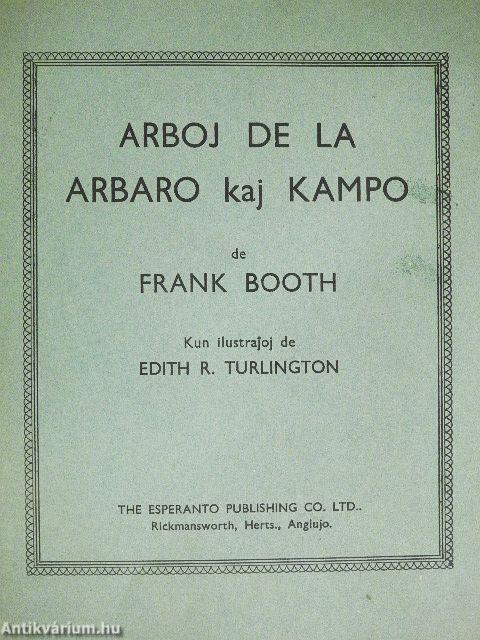 ARBOJ DE LA
ARBARO kaj KAMPO
de
FRANK BOOTH
Kun ilustraĵoj de
EDITH R. TURLINGTON
THE ESPERANTO PUBLISHING CO. LTD..
Rickmansworth, Herts., Anglujo.
Antikvárium.hu